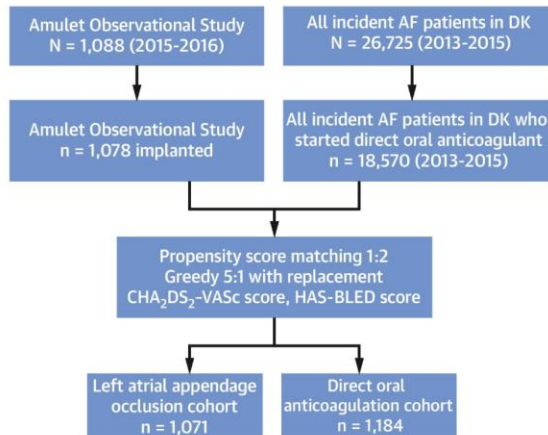 Amulet Observational Study
N = 1,088 (2015-2016)
All incident AF patients in DK
N = 26,725 (2013-2015)
Amulet Observational Study
n = 1,078 implanted
All incident AF patients in DK who
started direct oral anticoagulant
n = 18,570 (2013-2015)
Propensity score matching 1:2
Greedy 5:1 with replacement
CHA₂DS₂-VASc score, HAS-BLED score
Left atrial appendage
occlusion cohort
n = 1,071
Direct oral
anticoagulation cohort
n = 1,184